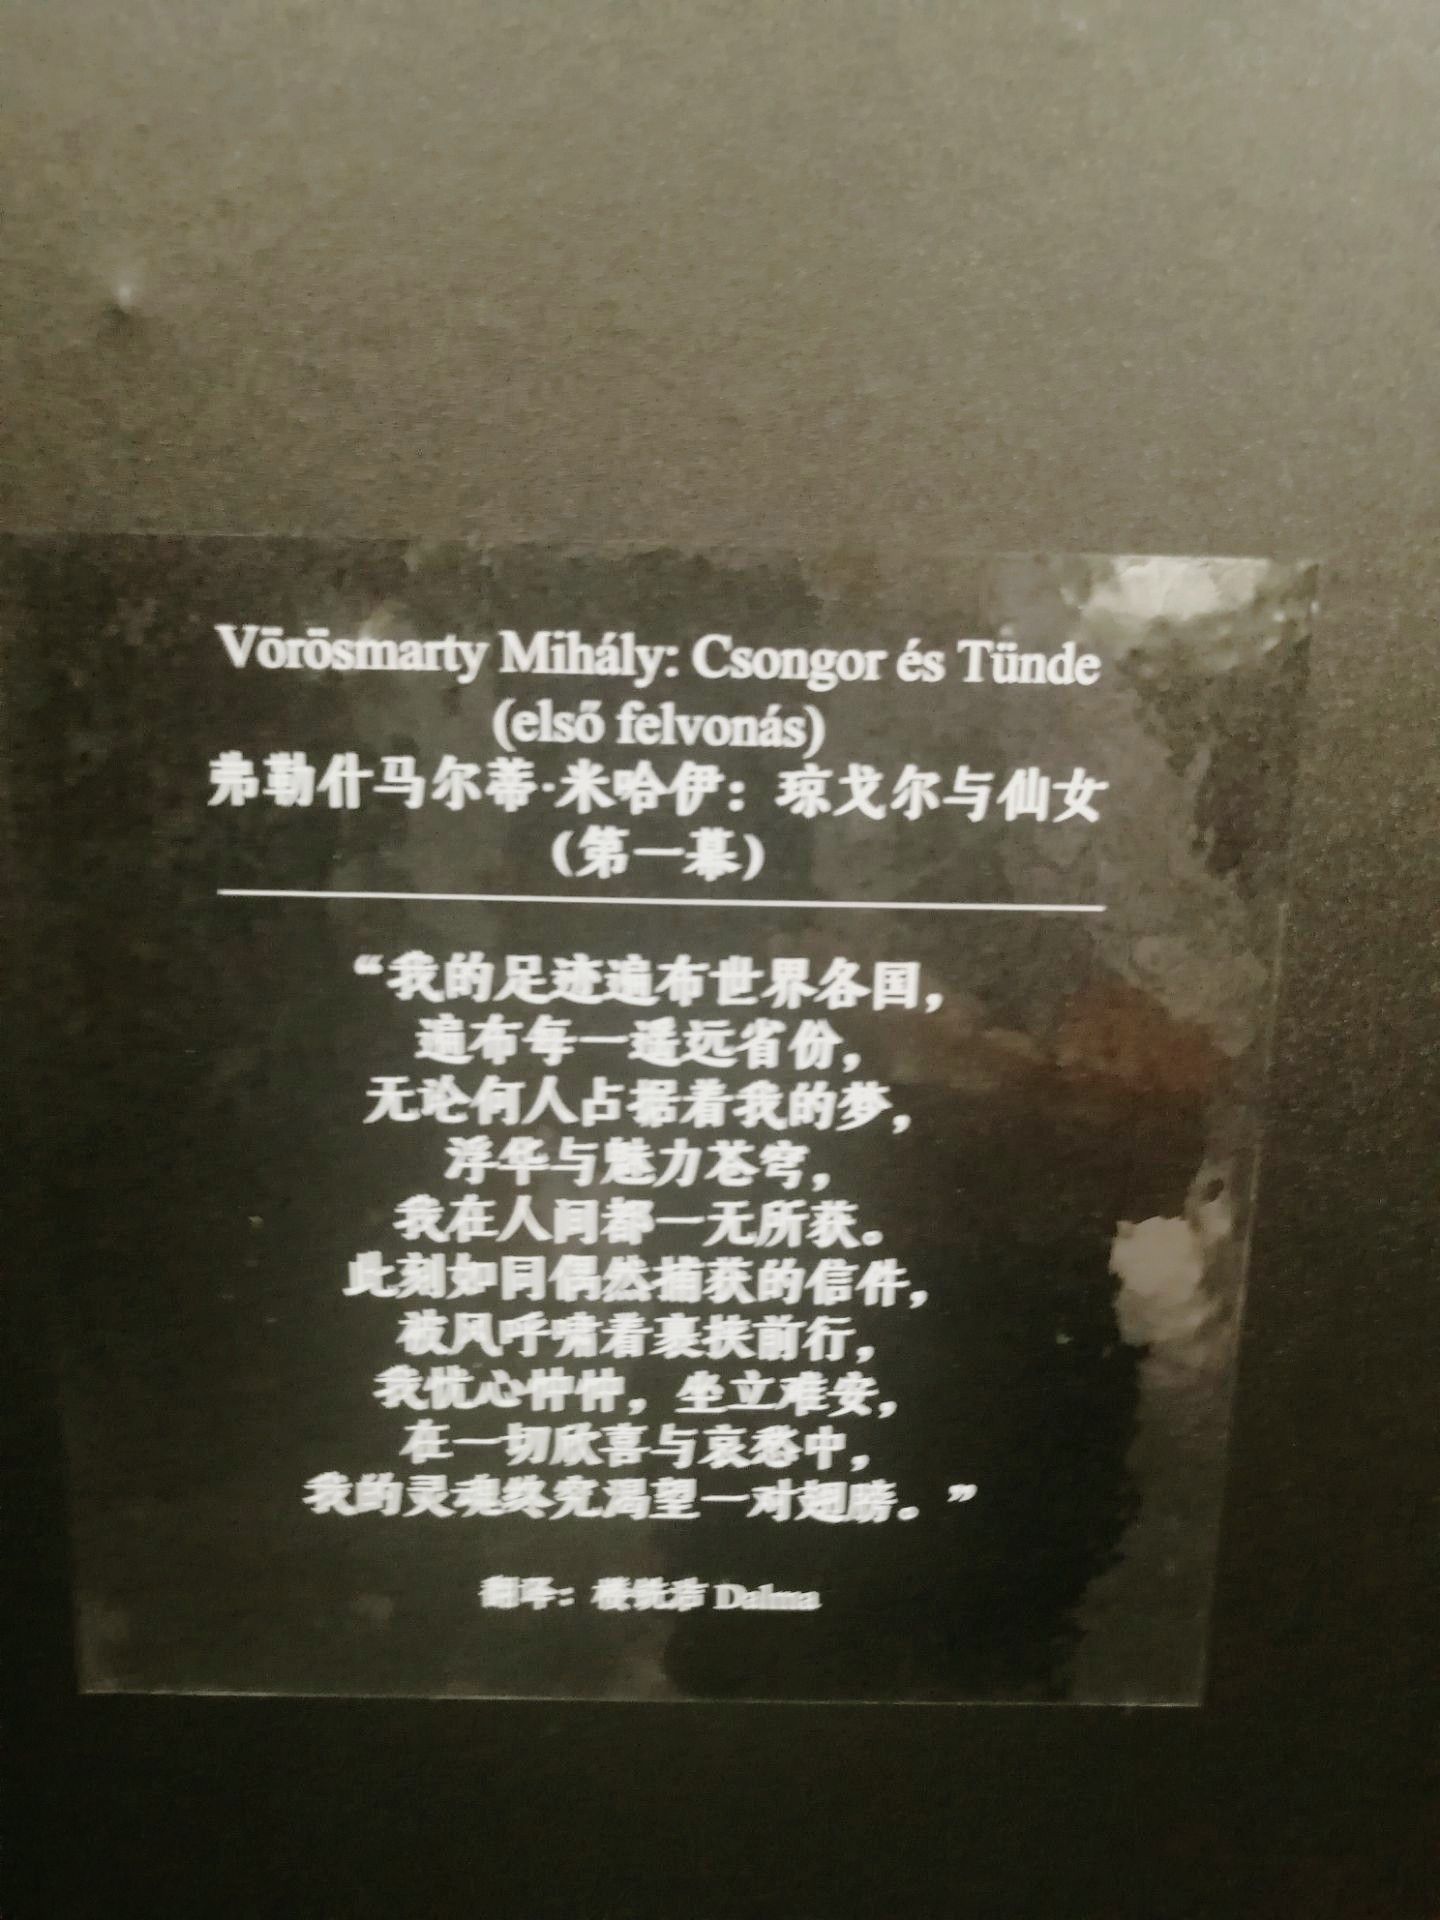 Vörösmarty Mihály: Csongor és Tünde
(első felvonás)
弗勒什马尔蒂·米哈伊：琼戈尔与仙女
(第一幕)
“我的足迹遍布世界各国，
遍布每一遥远省份，
无论何人占据着我的梦，
浮华与魅力苍穹，
我在人间都一无所获。
此刻如同偶然捕获的信件，
被风呼啸着裹挟前行，
我忧心忡忡，坐立难安，
在一切欣喜与哀愁中，
我的灵魂终究渴望一对翅膀。”
翻译： Dalma